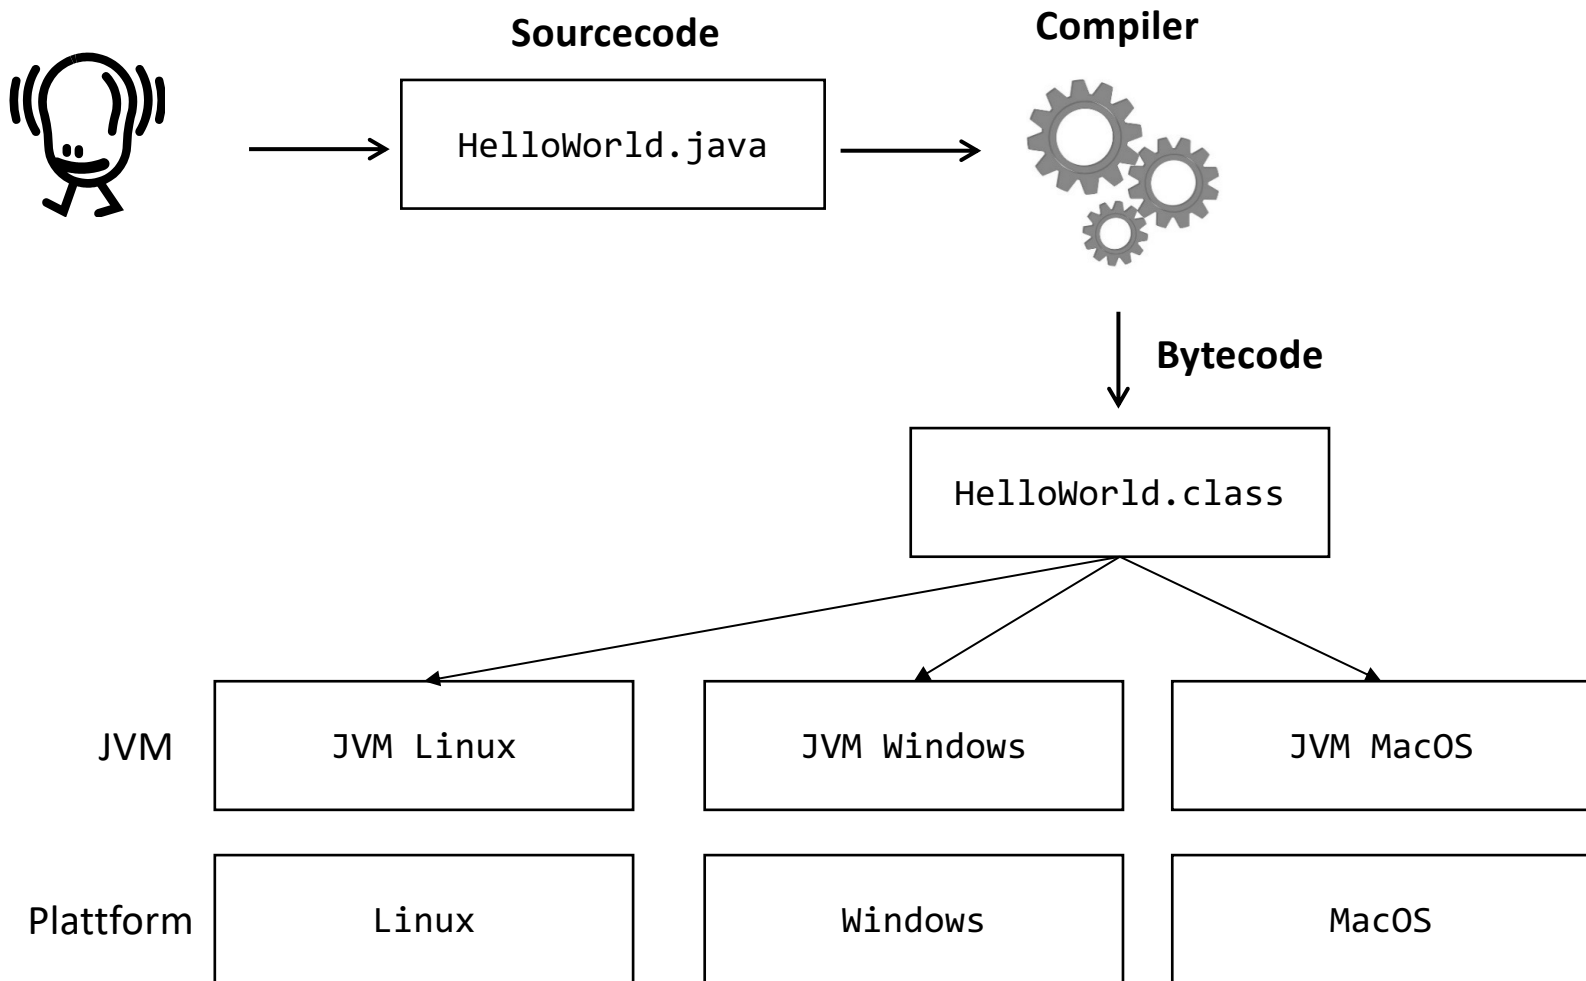 Sourcecode
Compiler
HelloWorld.java
Bytecode
HelloWorld.class
JVM
JVM Linux
JVM Windows
JVM MacOS
Plattform
Linux
Windows
MacOS